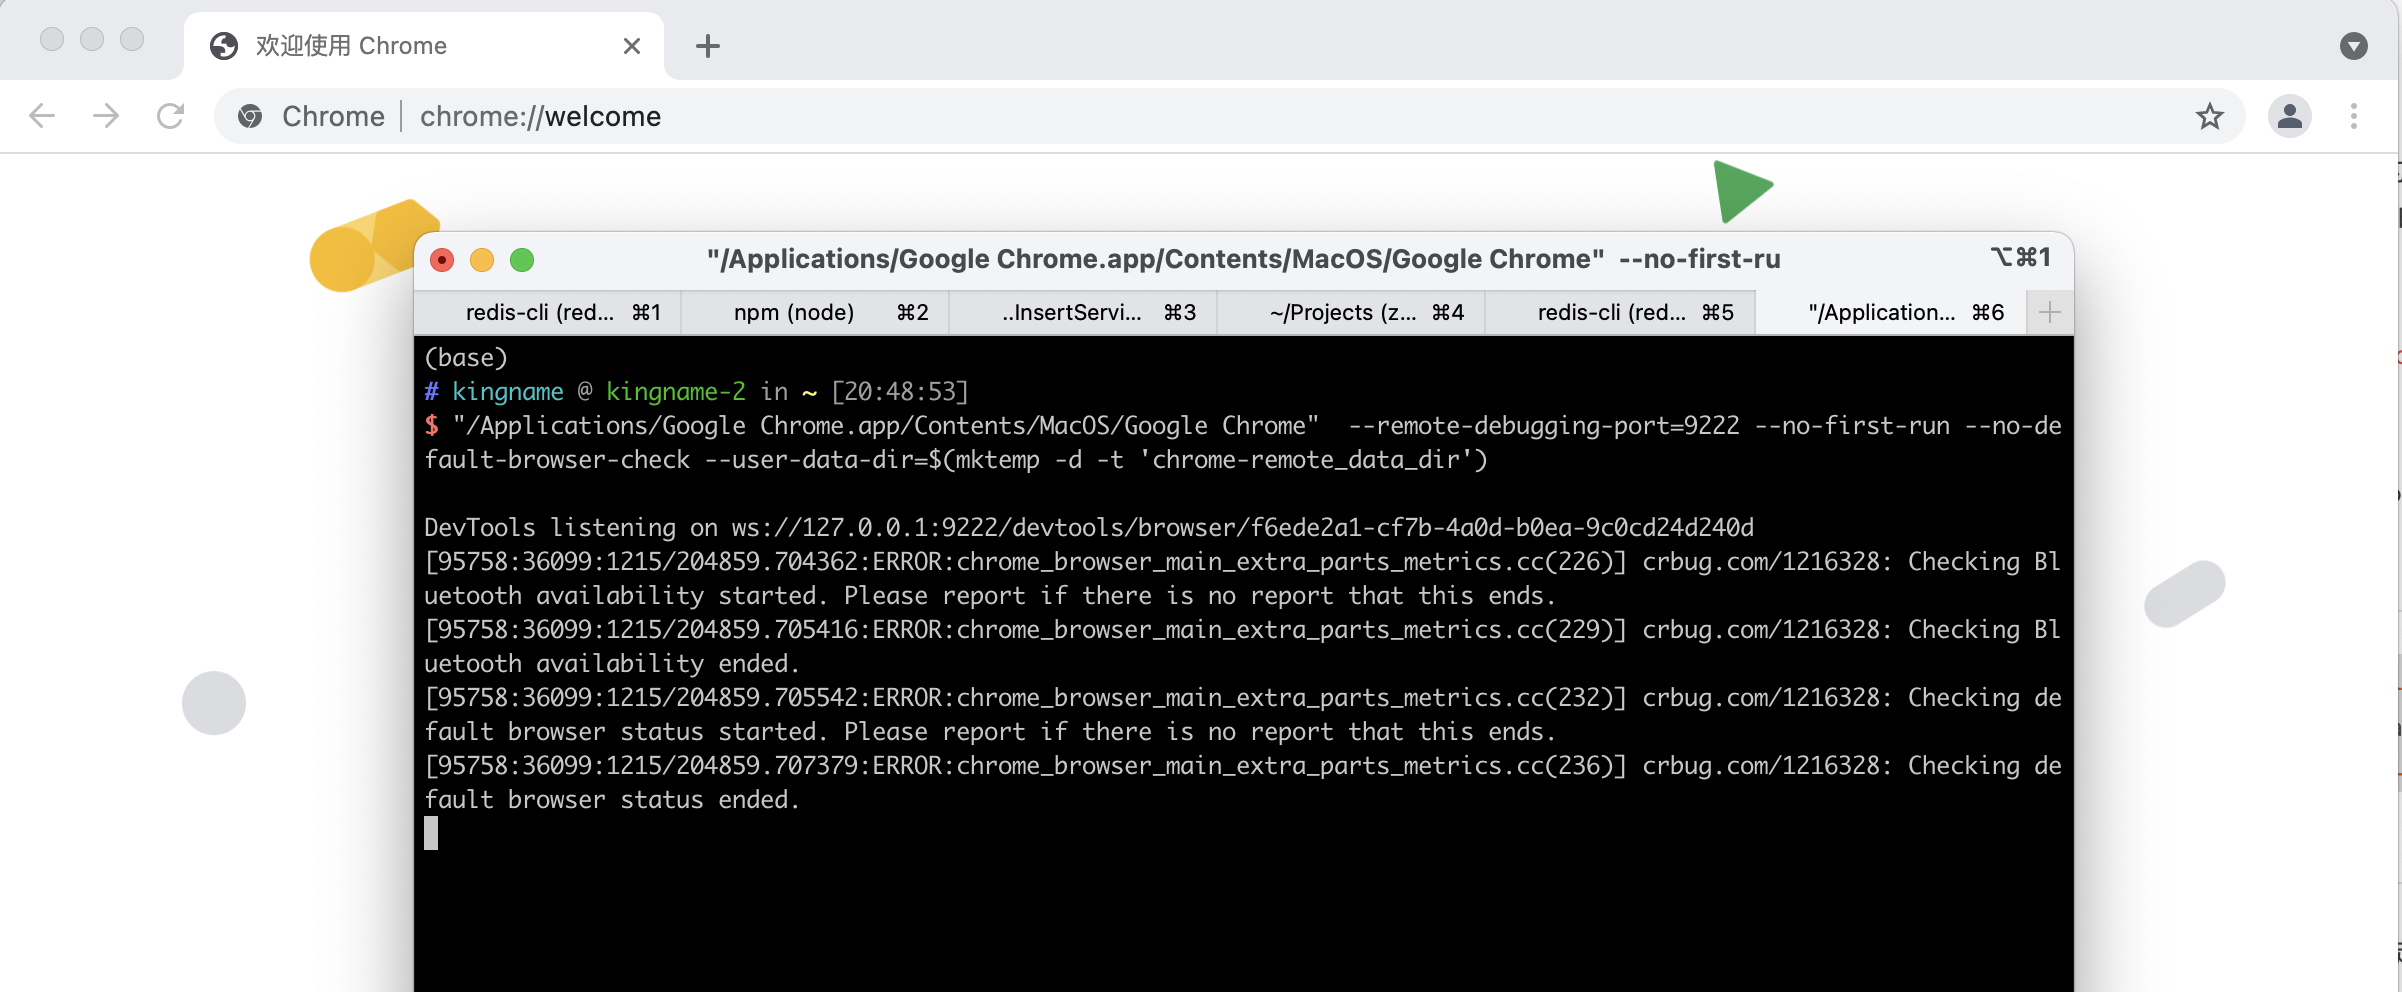 欢迎使用 Chrome
Chrome | chrome://welcome
"/Applications/Google Chrome.app/Contents/MacOS/Google Chrome" --no-first-ru ⌥⌘1
redis-cli (red... ⌘1 npm (node) ⌘2 ..InsertServi... ⌘3 ~/Projects (z... ⌘4 redis-cli (red... ⌘5 "/Application... ⌘6
(base)
# kingname @ kingname-2 in ~ [20:48:53]
$ "/Applications/Google Chrome.app/Contents/MacOS/Google Chrome"  --remote-debugging-port=9222 --no-first-run --no-de
fault-browser-check --user-data-dir=$(mktemp -d -t 'chrome-remote_data_dir')
DevTools listening on ws://127.0.0.1:9222/devtools/browser/f6ede2a1-cf7b-4a0d-b0ea-9c0cd24d240d
[95758:36099:1215/204859.704362:ERROR:chrome_browser_main_extra_parts_metrics.cc(226)] crbug.com/1216328: Checking Bl
uetooth availability started. Please report if there is no report that this ends.
[95758:36099:1215/204859.705416:ERROR:chrome_browser_main_extra_parts_metrics.cc(229)] crbug.com/1216328: Checking Bl
uetooth availability ended.
[95758:36099:1215/204859.705542:ERROR:chrome_browser_main_extra_parts_metrics.cc(232)] crbug.com/1216328: Checking de
fault browser status started. Please report if there is no report that this ends.
[95758:36099:1215/204859.707379:ERROR:chrome_browser_main_extra_parts_metrics.cc(236)] crbug.com/1216328: Checking de
fault browser status ended.